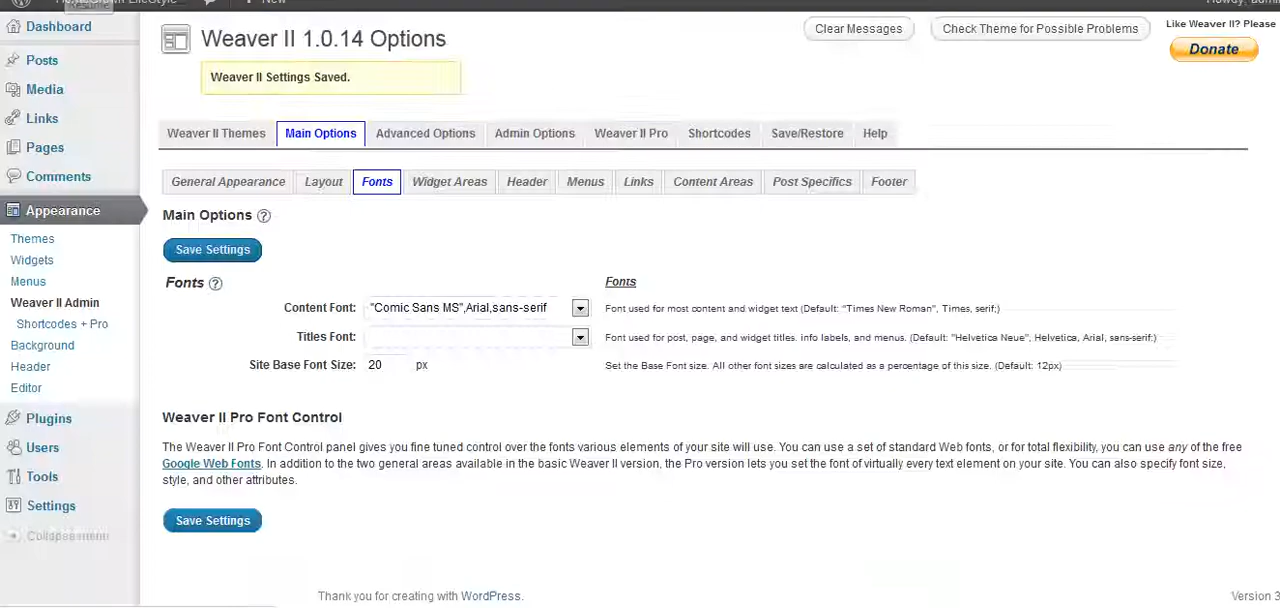 New
Dashboard
Posts
Media
Links
Pages
Comments
Appearance
Themes
Widgets
Menus
Weaver II Admin
Shortcodes + Pro
Background
Header
Editor
Plugins
Users
Tools
Settings
Collapse menu
Weaver II 1.0.14 Options
Clear Messages
Check Theme for Possible Problems
Like Weaver II? Please
Donate
Weaver II Settings Saved.
Weaver II Themes Main Options Advanced Options Admin Options Weaver II Pro Shortcodes Save/Restore Help
General Appearance Layout Fonts Widget Areas Header Menus Links Content Areas Post Specifics Footer
Main Options ?
Save Settings
Fonts ? Fonts
Content Font: "Comic Sans MS",Arial,sans-serif Font used for most content and widget text (Default: "Times New Roman", Times, serif;)
Titles Font: Font used for post, page, and widget titles. info labels, and menus. (Default: "Helvetica Neue", Helvetica, Arial, sans-serif;)
Site Base Font Size: 20 px Set the Base Font size. All other font sizes are calculated as a percentage of this size. (Default: 12px)
Weaver II Pro Font Control
The Weaver II Pro Font Control panel gives you fine tuned control over the fonts various elements of your site will use. You can use a set of standard Web fonts, or for total flexibility, you can use any of the free
Google Web Fonts. In addition to the two general areas available in the basic Weaver II version, the Pro version lets you set the font of virtually every text element on your site. You can also specify font size,
style, and other attributes.
Save Settings
Thank you for creating with WordPress.
Version 3